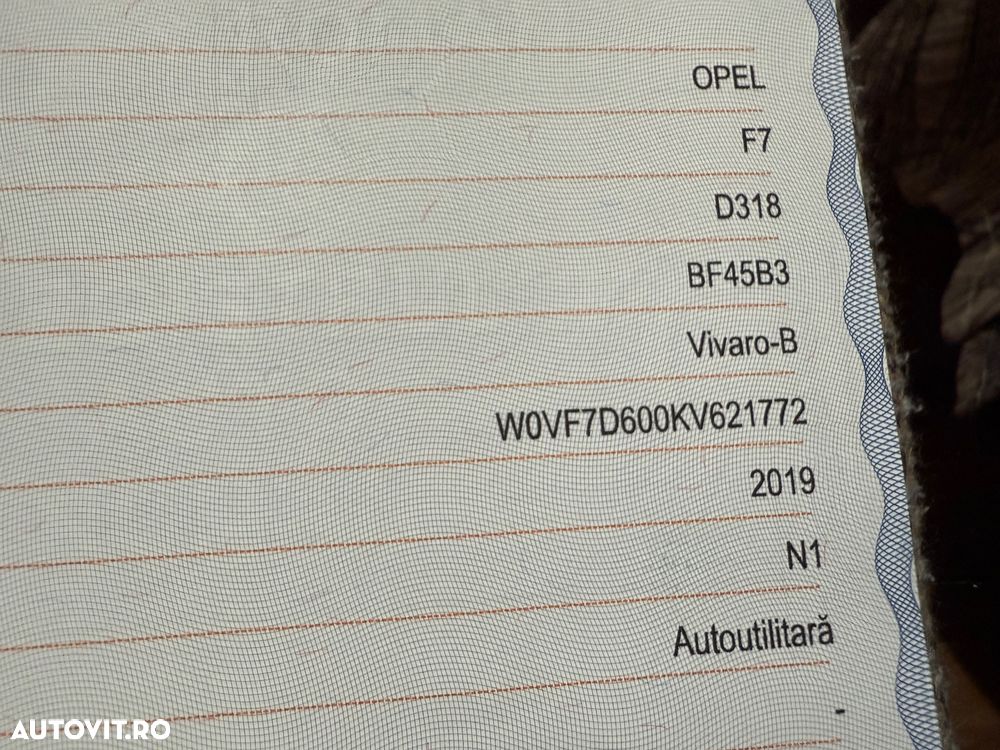 OPEL
F7
D318
BF45B3
Vivaro-B
W0VF7D600KV621772
2019
N1
Autoutilitară
-
AUTOVIT.RO